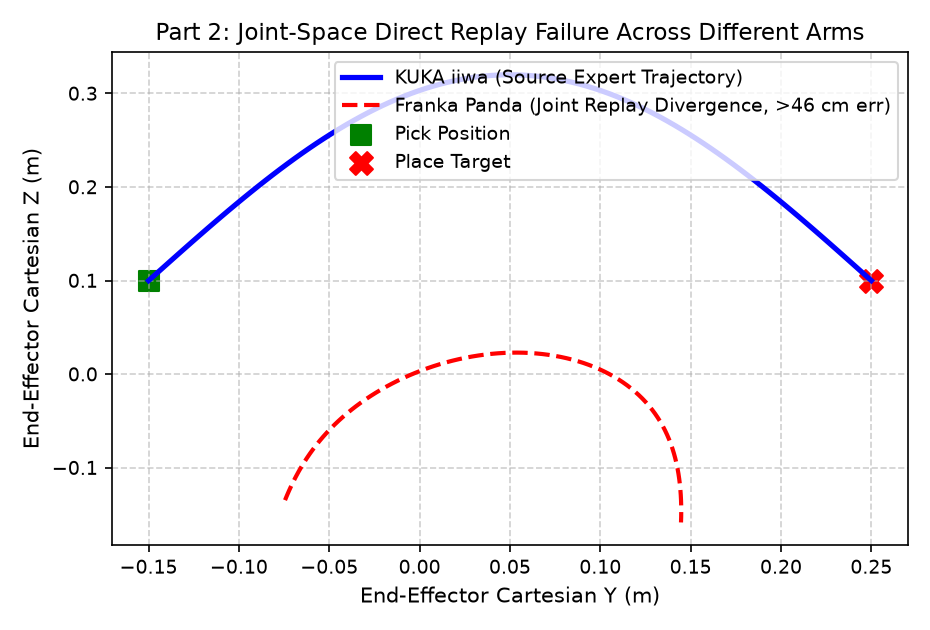 Part 2: Joint-Space Direct Replay Failure Across Different Arms
KUKA iiwa (Source Expert Trajectory)
Franka Panda (Joint Replay Divergence, >46 cm err)
Pick Position
Place Target
End-Effector Cartesian Z (m)
0.3
0.2
0.1
0.0
−0.1
−0.15 −0.10 −0.05 0.00 0.05 0.10 0.15 0.20 0.25
End-Effector Cartesian Y (m)